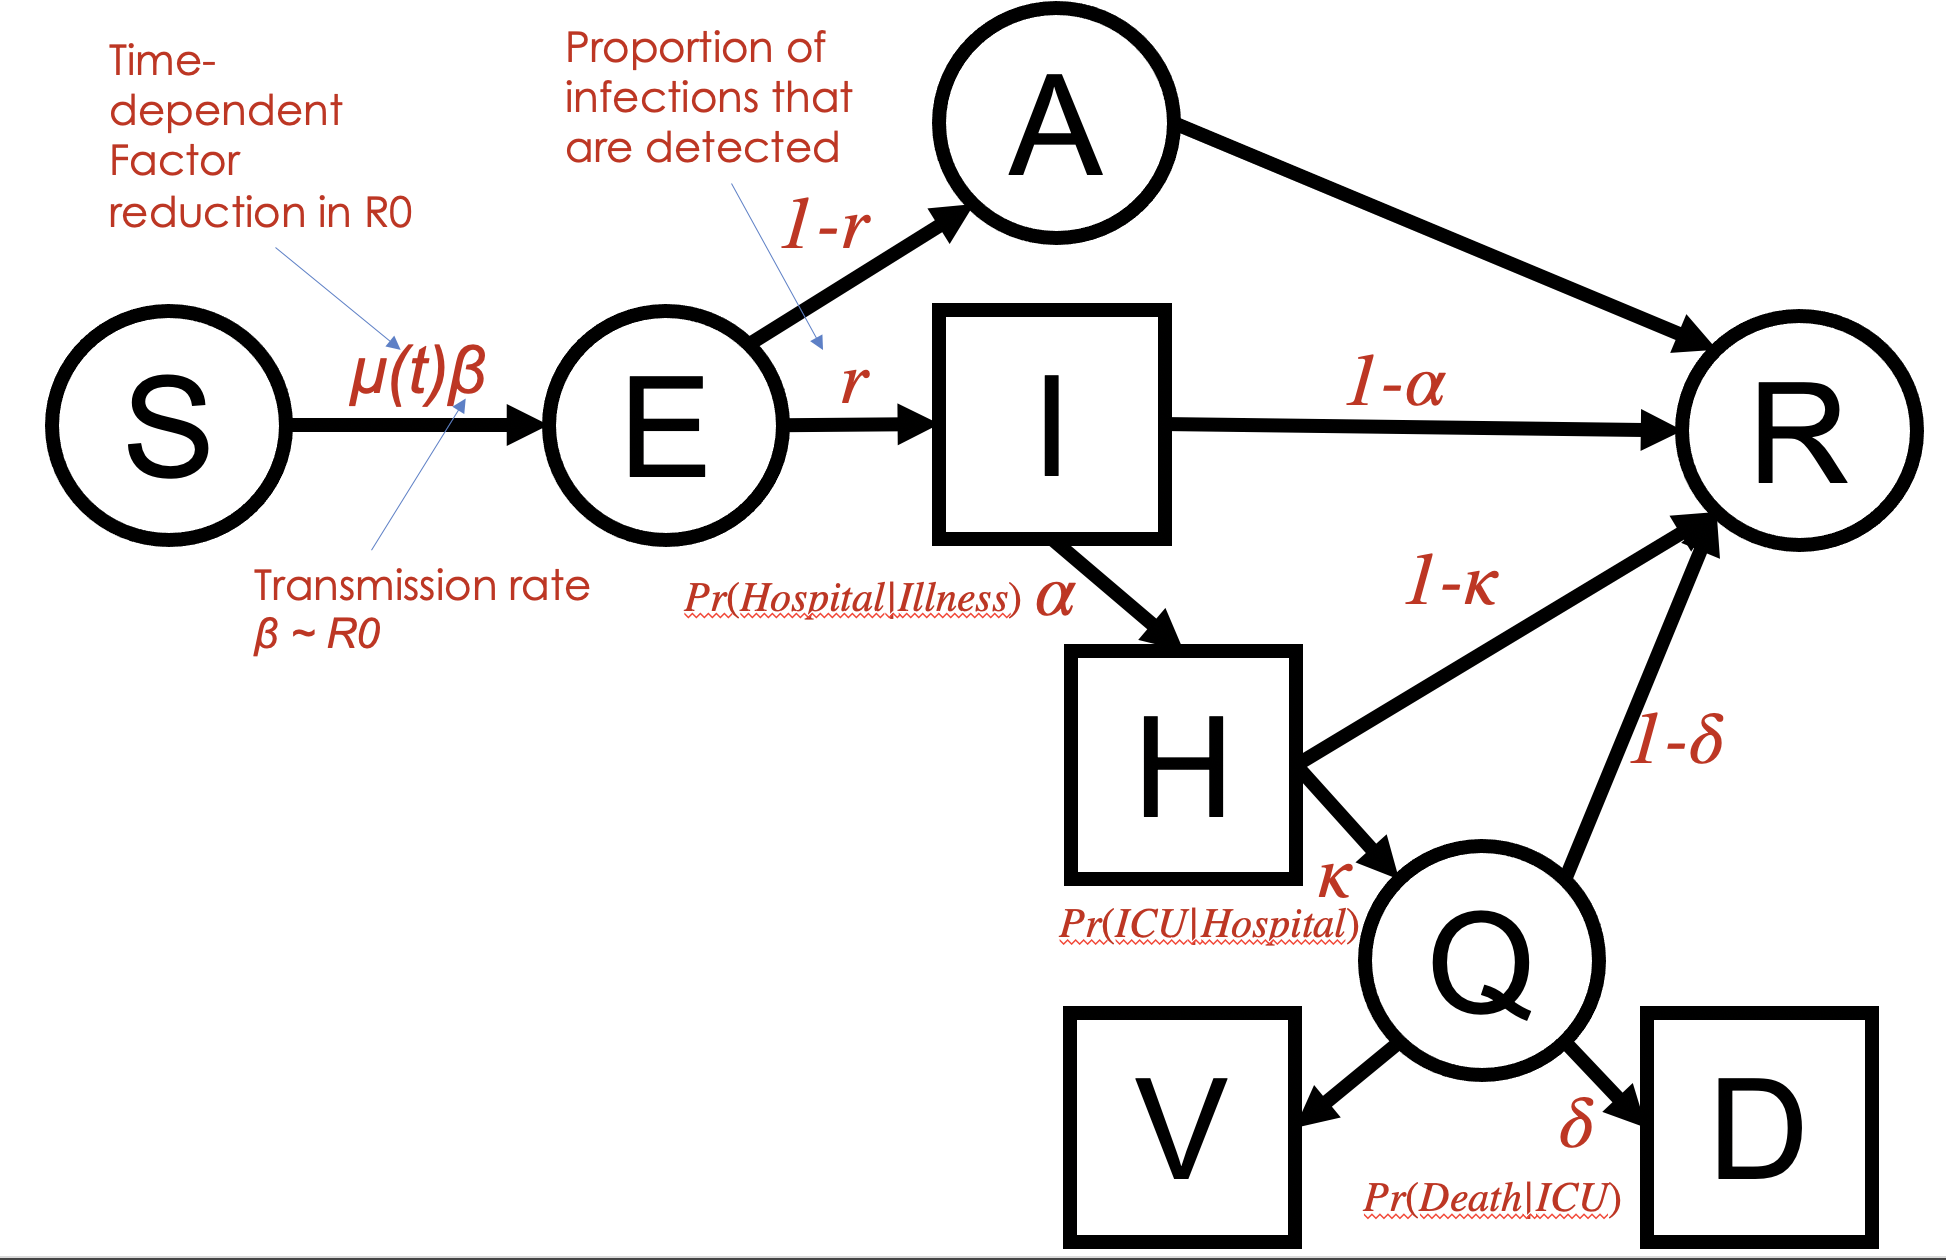 Time-
dependent
Factor
reduction in R0
Proportion of
infections that
are detected
A
1-r
S
μ(t)β
E
r
I
1-α
R
Transmission rate
β ~ R0
Pr(Hospital|Illness) α
1-κ
H
1-δ
κ
Pr(ICU|Hospital)
Q
V
δ
D
Pr(Death|ICU)